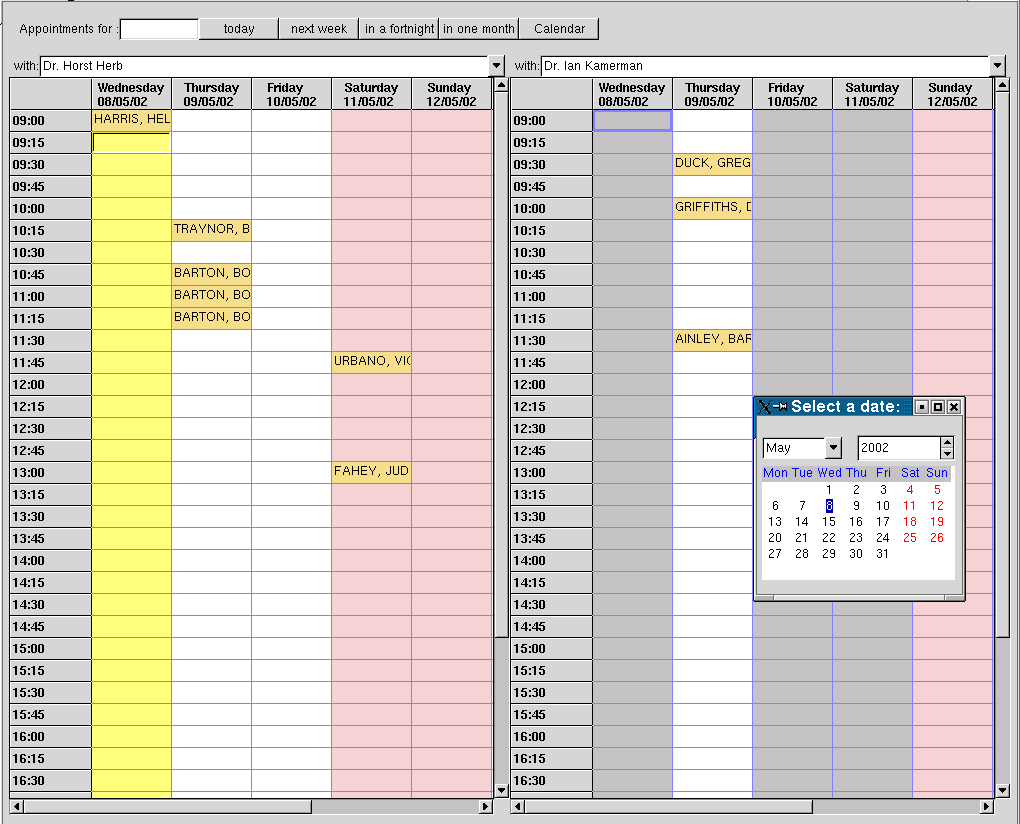 Appointments for : today next week in a fortnight in one month Calendar
with: Dr. Horst Herb with: Dr. Ian Kamerman
Wednesday Thursday Friday Saturday Sunday Wednesday Thursday Friday Saturday Sunday
08/05/02 09/05/02 10/05/02 11/05/02 12/05/02 08/05/02 09/05/02 10/05/02 11/05/02 12/05/02
09:00 HARRIS, HEL 09:00
09:15 09:15
09:30 09:30 DUCK, GREG
09:45 09:45
10:00 10:00 GRIFFITHS, D
10:15 TRAYNOR, B 10:15
10:30 10:30
10:45 BARTON, BO 10:45
11:00 BARTON, BO 11:00
11:15 BARTON, BO 11:15
11:30 11:30 AINLEY, BAR
11:45 URBANO, VIC 11:45
12:00 12:00
12:15 12:15
12:30 12:30
12:45 12:45
13:00 FAHEY, JUD 13:00
13:15 13:15
13:30 13:30
13:45 13:45
14:00 14:00
14:15 14:15
14:30 14:30
14:45 14:45
15:00 15:00
15:15 15:15
15:30 15:30
15:45 15:45
16:00 16:00
16:15 16:15
16:30 16:30
Select a date:
May 2002
Mon Tue Wed Thu Fri Sat Sun
1 2 3 4 5
6 7 8 9 10 11 12
13 14 15 16 17 18 19
20 21 22 23 24 25 26
27 28 29 30 31